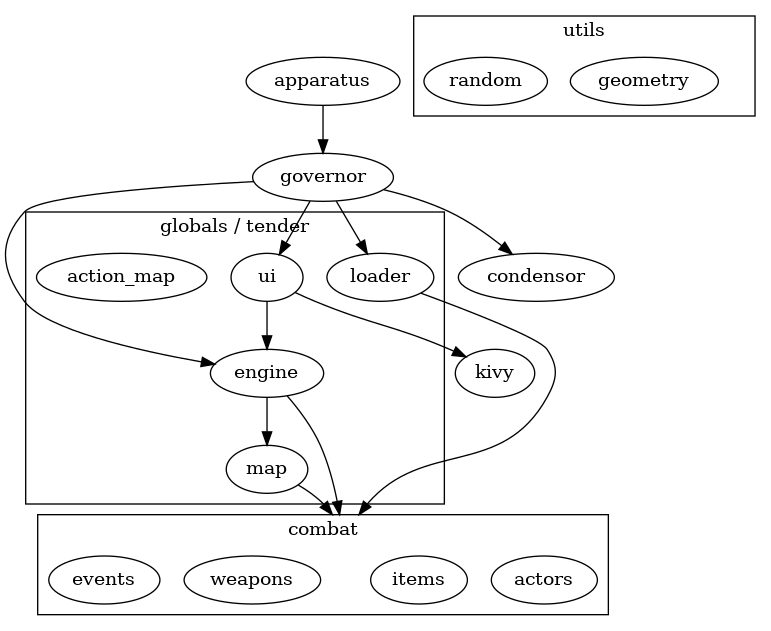 utils
apparatus
random
geometry
governor
globals / tender
action_map
ui
loader
condensor
engine
kivy
map
combat
events
weapons
items
actors